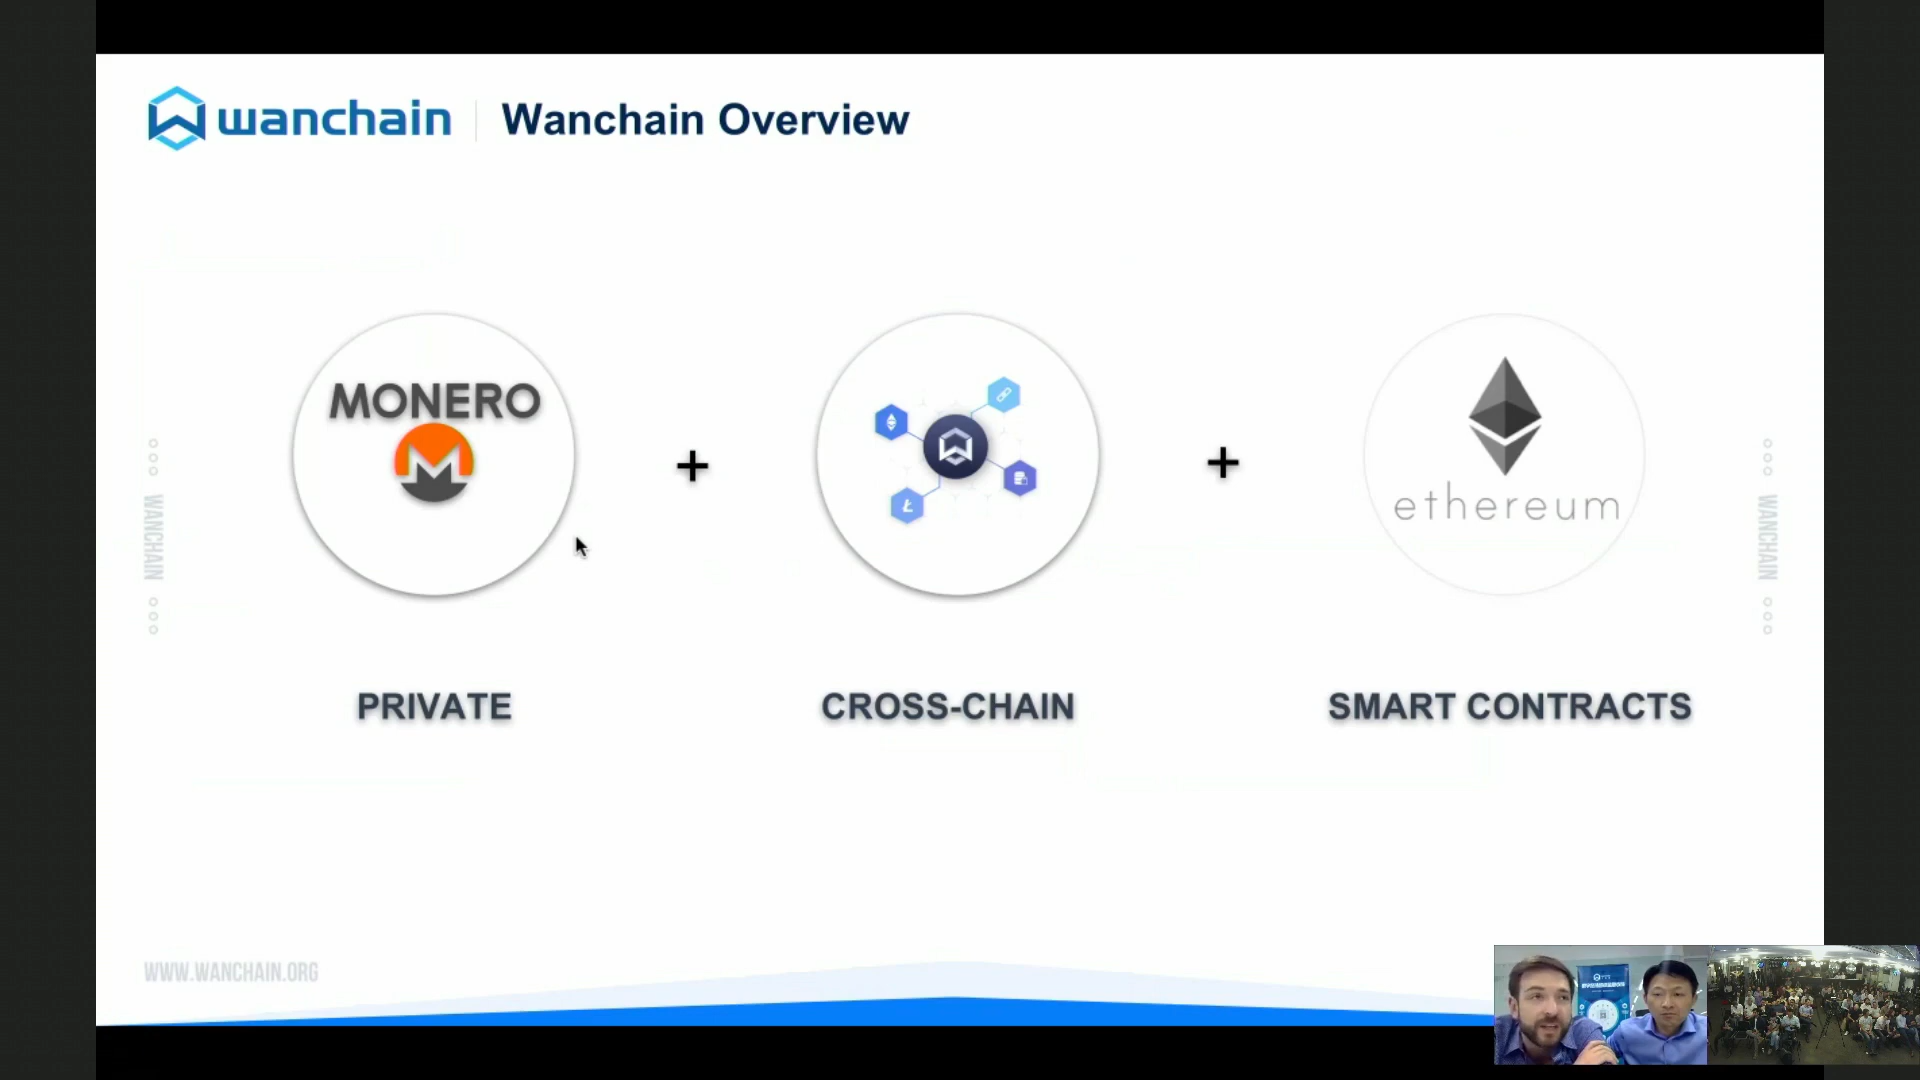 wanchain
Wanchain Overview
MONERO
+
+
ethereum
WANCHAIN
WANCHAIN
PRIVATE
CROSS-CHAIN
SMART CONTRACTS
WWW.WANCHAIN.ORG